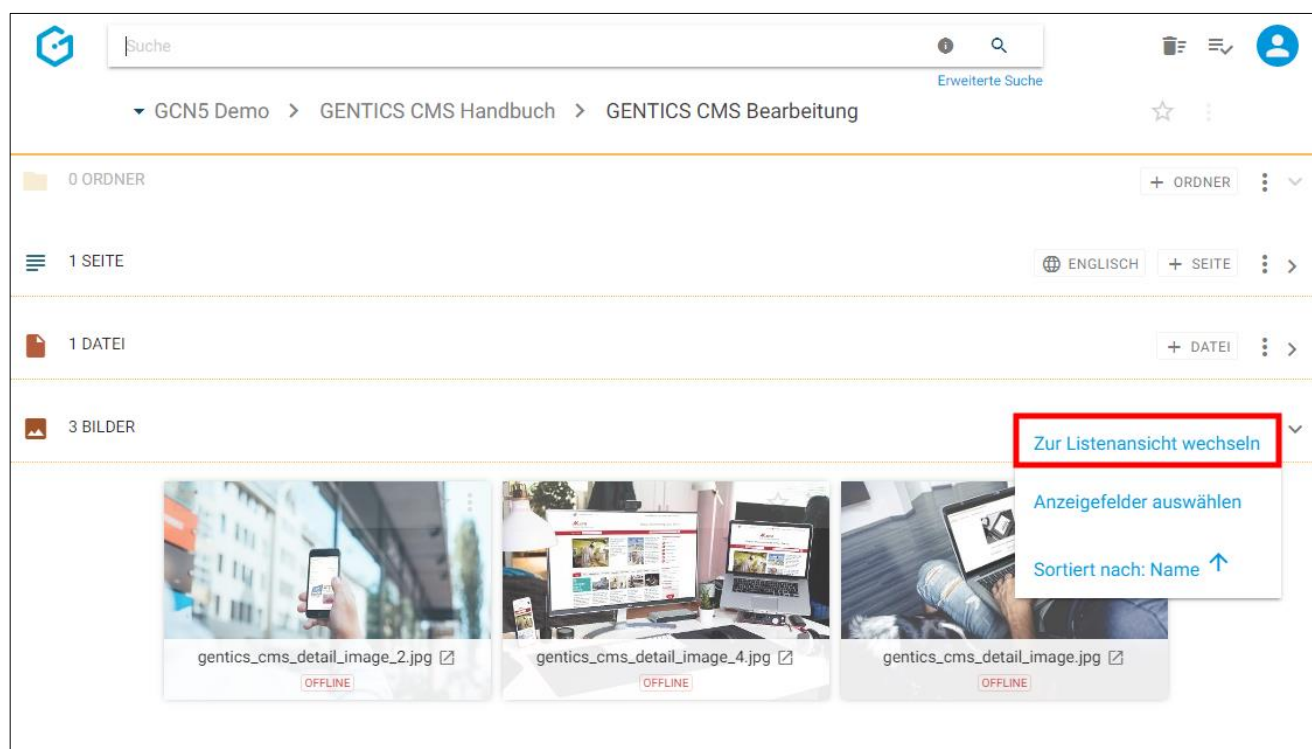 Suche
Erweiterte Suche
GCN5 Demo > GENTICS CMS Handbuch > GENTICS CMS Bearbeitung
0 ORDNER
+ ORDNER
1 SEITE
ENGLISCH + SEITE
1 DATEI
+ DATEI
3 BILDER
Zur Listenansicht wechseln
Anzeigefelder auswählen
Sortiert nach: Name
gentics_cms_detail_image_2.jpg
OFFLINE
gentics_cms_detail_image_4.jpg
OFFLINE
gentics_cms_detail_image.jpg
OFFLINE